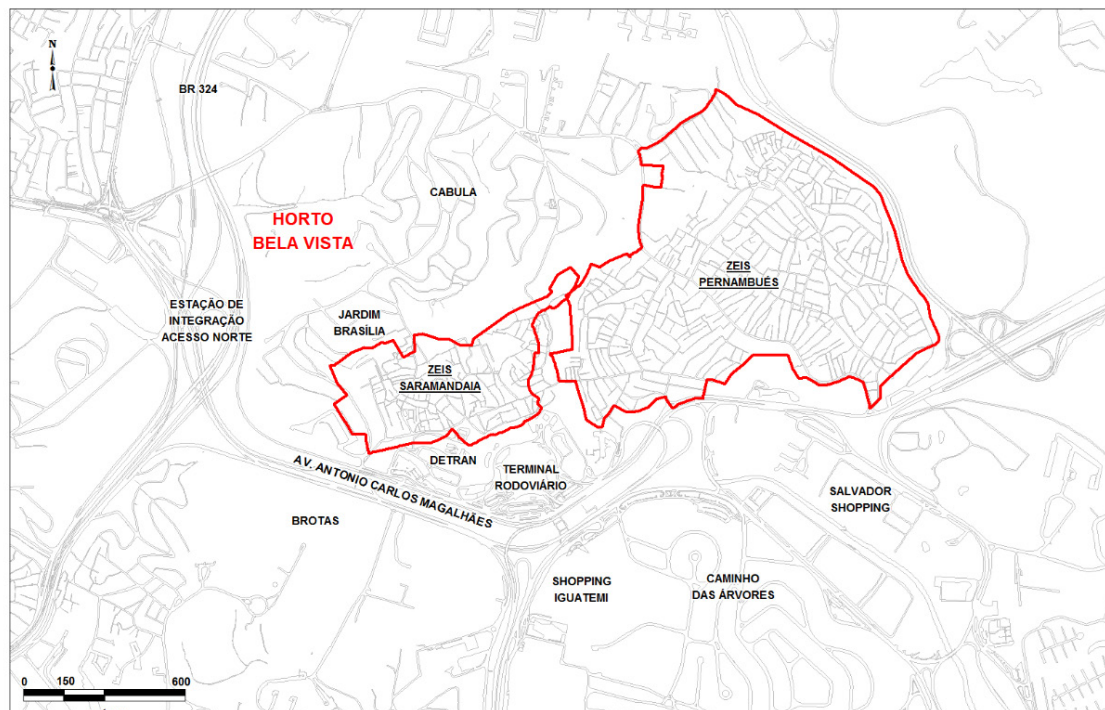 N
BR 324
CABULA
HORTO
BELA VISTA
ZEIS
PERNAMBUÉS
ESTAÇÃO DE
INTEGRAÇÃO
ACESSO NORTE
JARDIM
BRASÍLIA
ZEIS
SARAMANDAIA
DETRAN
TERMINAL
RODOVIÁRIO
AV. ANTONIO CARLOS MAGALHÃES
SALVADOR
SHOPPING
BROTAS
SHOPPING
IGUATEMI
CAMINHO
DAS ÁRVORES
0 150 600